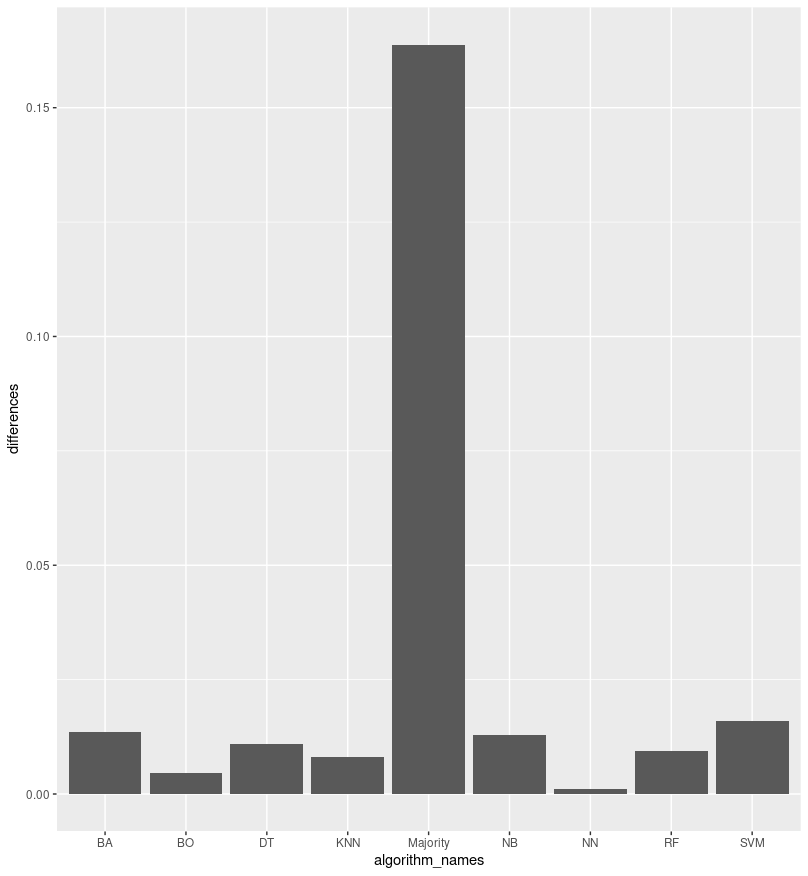 differences
0.15
0.10
0.05
0.00
BA BO DT KNN Majority NB NN RF SVM
algorithm_names